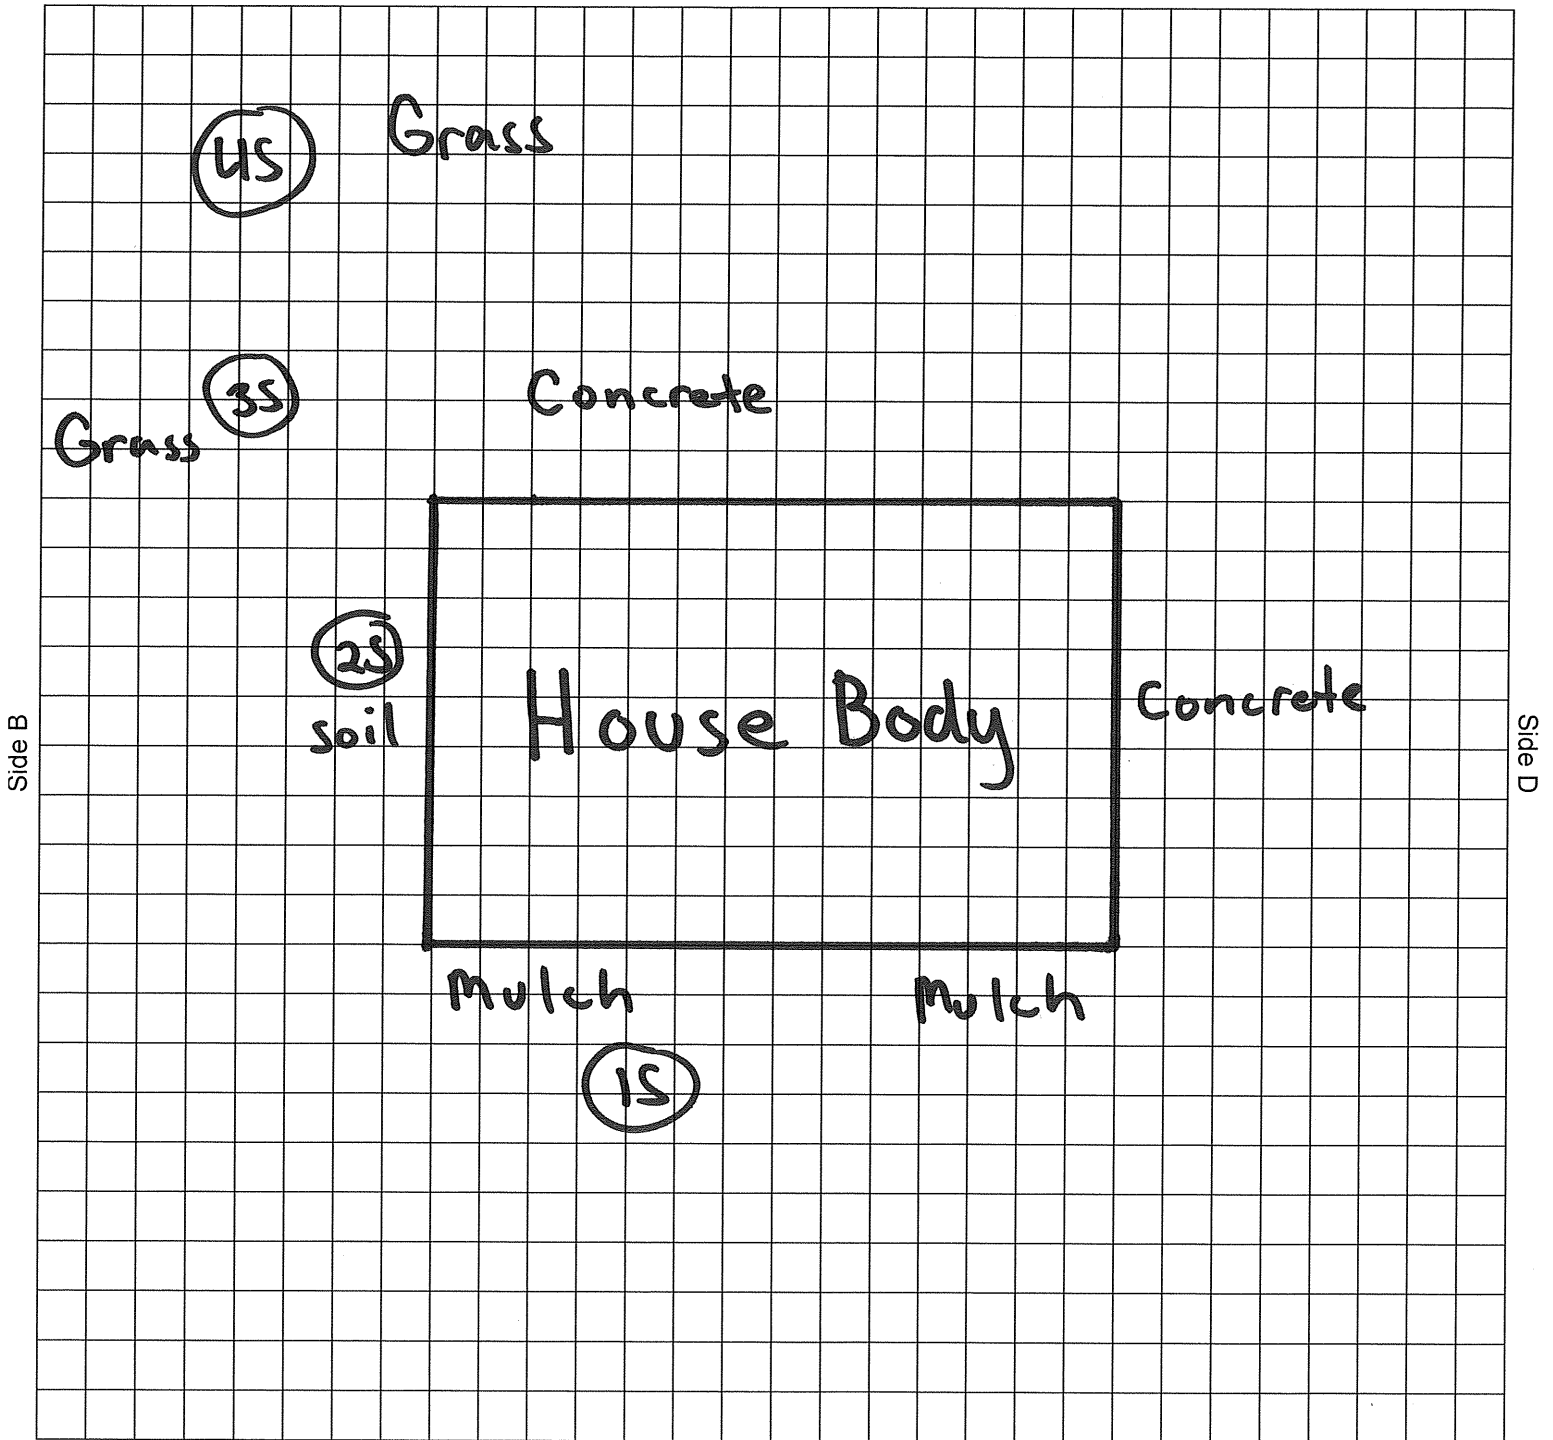 4S
Grass
3S
Concrete
Grass
2S
soil
House Body
Concrete
Side B
Side D
Mulch
Mulch
1S